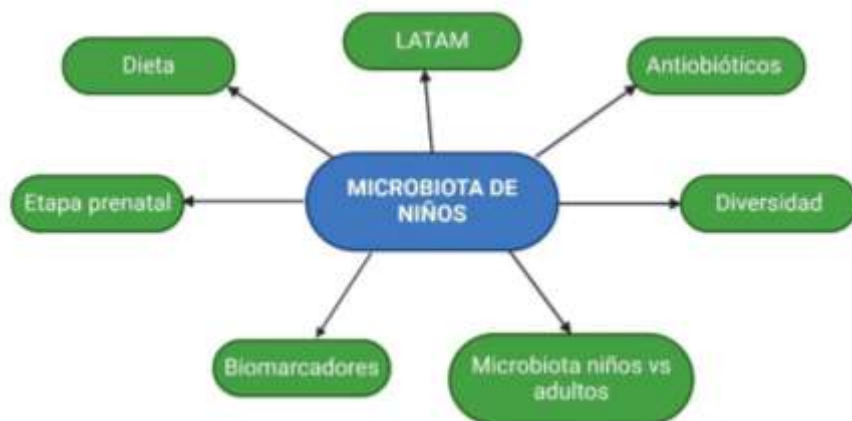 LATAM
Dieta
Antiobióticos
MICROBIOTA DE
NIÑOS
Etapa prenatal
Diversidad
Biomarcadores
Microbiota niños vs
adultos